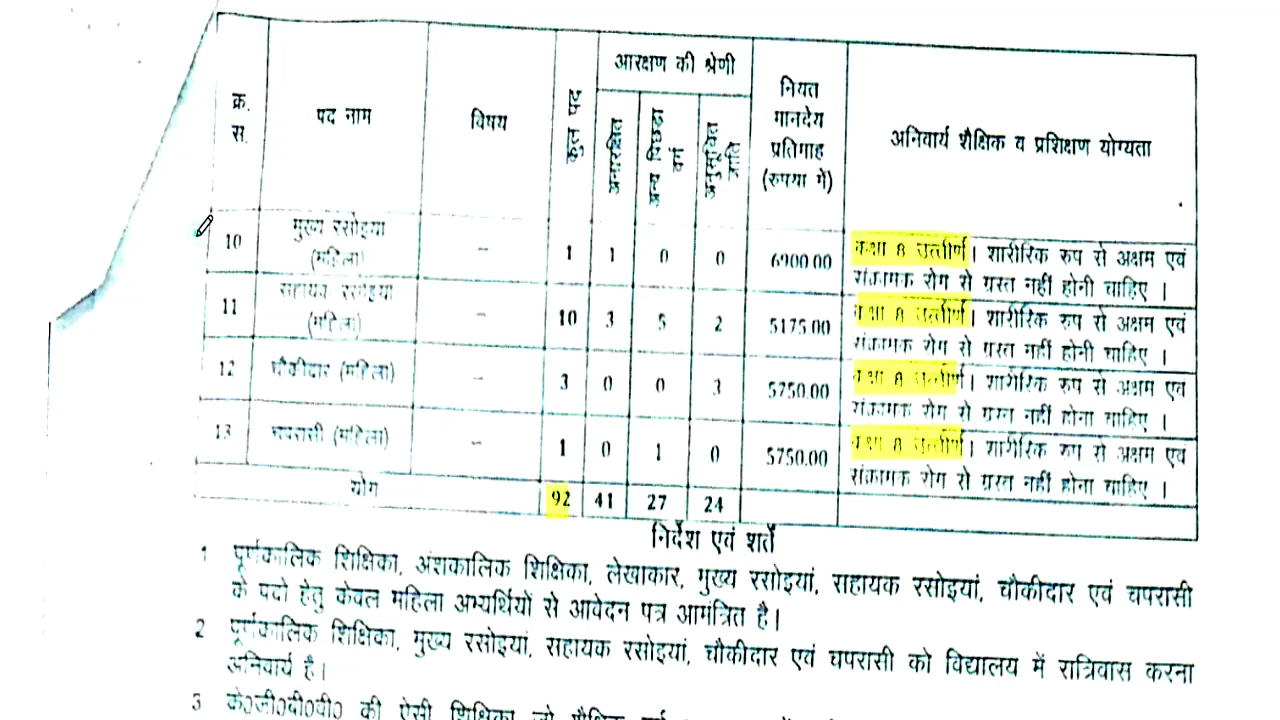 क्र. स. पद नाम विषय कुल पद आरक्षण की श्रेणी नियत मानदेय प्रतिमाह (रुपया में) अनिवार्य शैक्षिक व प्रशिक्षण योग्यता
अनारक्षित अन्य पिछड़ा वर्ग अनुसूचित जाति
10 मुख्य रसोइया (महिला) – 1 1 0 0 6900.00 कक्षा 8 उत्तीर्ण। शारीरिक रुप से अक्षम एवं
संक्रामक रोग से ग्रस्त नहीं होनी चाहिए ।
11 सहायक रसोइया (महिला) – 10 3 5 2 5175.00 कक्षा 8 उत्तीर्ण। शारीरिक रुप से अक्षम एवं
संक्रामक रोग से ग्रस्त नहीं होनी चाहिए ।
12 चौकीदार (महिला) – 3 0 0 3 5750.00 कक्षा 8 उत्तीर्ण। शारीरिक रुप से अक्षम एवं
संक्रामक रोग से ग्रस्त नहीं होना चाहिए ।
13 चपरासी (महिला) – 1 0 1 0 5750.00 कक्षा 8 उत्तीर्ण। शारीरिक रुप से अक्षम एवं
संक्रामक रोग से ग्रस्त नहीं होना चाहिए ।
योग 92 41 27 24
निर्देश एवं शर्तें
1 पूर्णकालिक शिक्षिका, अंशकालिक शिक्षिका, लेखाकार, मुख्य रसोइयां, सहायक रसोइयां, चौकीदार एवं चपरासी
के पदो हेतु केवल महिला अभ्यर्थियों से आवेदन पत्र आमंत्रित है।
2 पूर्णकालिक शिक्षिका, मुख्य रसोइयां, सहायक रसोइयां, चौकीदार एवं चपरासी को विद्यालय में रात्रिवास करना
अनिवार्य है।
3 के0जी0बी0वी0 की ऐसी शिक्षिका जो